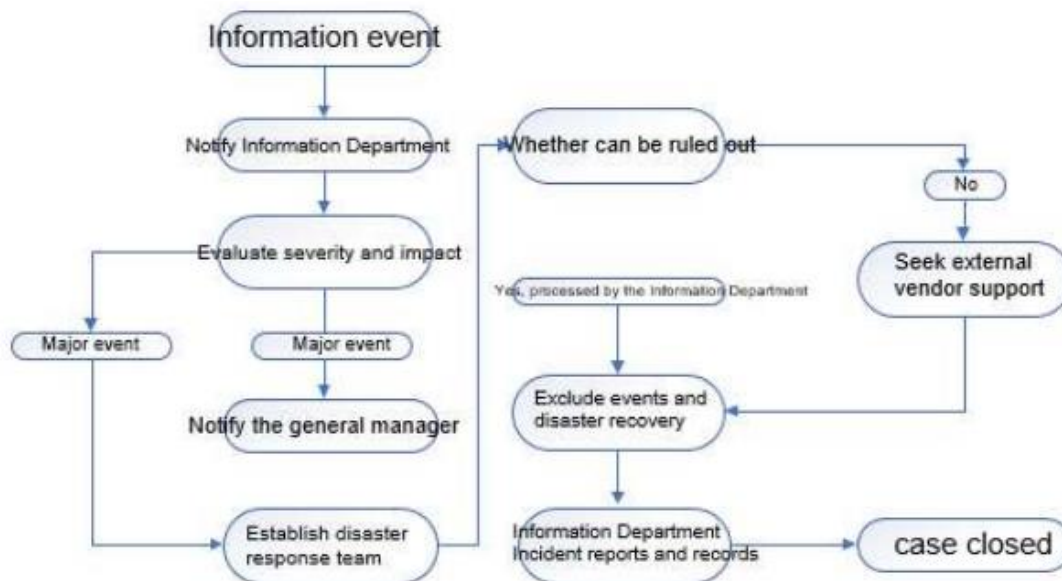 Information event
Notify Information Department
Evaluate severity and impact
Major event
Major event
Notify the general manager
Establish disaster
response team
Whether can be ruled out
No
Seek external
vendor support
Yes, processed by the Information Department
Exclude events and
disaster recovery
Information Department
Incident reports and records
case closed